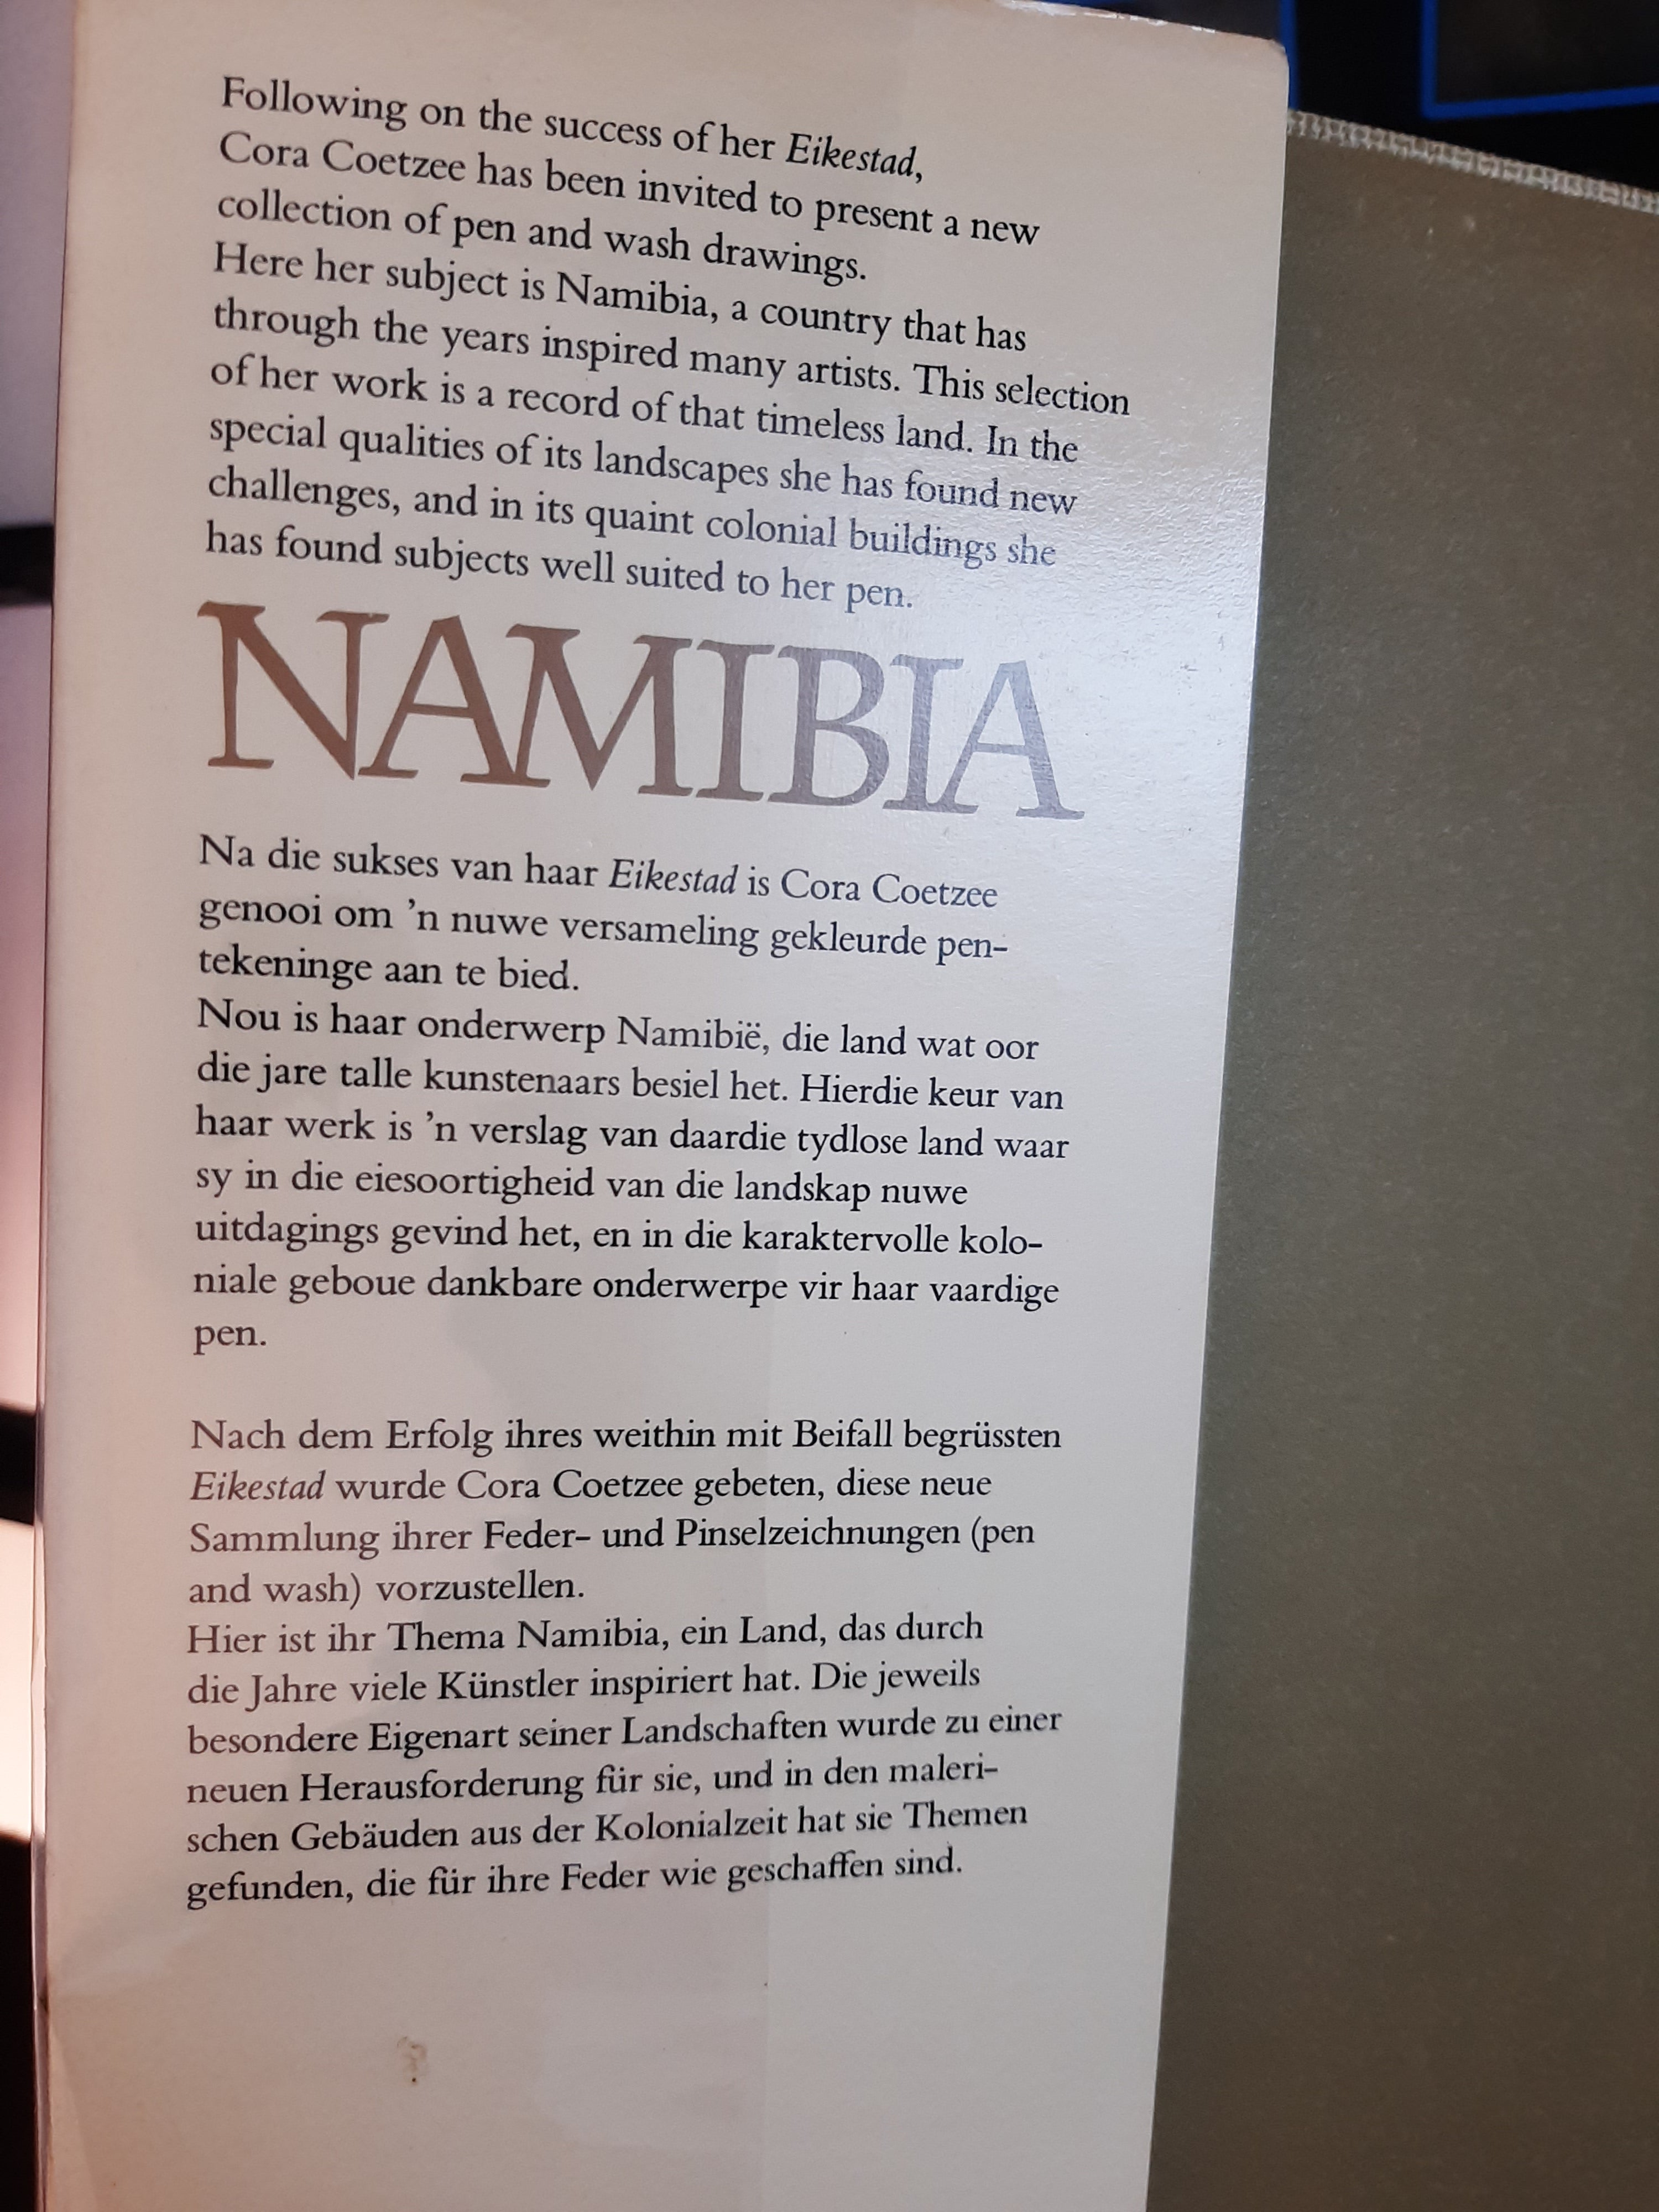 Following on the success of her Eikestad,
Cora Coetzee has been invited to present a new
collection of pen and wash drawings.
Here her subject is Namibia, a country that has
through the years inspired many artists. This selection
of her work is a record of that timeless land. In the
special qualities of its landscapes she has found new
challenges, and in its quaint colonial buildings she
has found subjects well suited to her pen.
NAMIBIA
Na die sukses van haar Eikestad is Cora Coetzee
genooi om ’n nuwe versameling gekleurde pen-
tekeninge aan te bied.
Nou is haar onderwerp Namibië, die land wat oor
die jare talle kunstenaars besiel het. Hierdie keur van
haar werk is ’n verslag van daardie tydlose land waar
sy in die eiesoortigheid van die landskap nuwe
uitdagings gevind het, en in die karaktervolle kolo-
niale geboue dankbare onderwerpe vir haar vaardige
pen.
Nach dem Erfolg ihres weithin mit Beifall begrüssten
Eikestad wurde Cora Coetzee gebeten, diese neue
Sammlung ihrer Feder- und Pinselzeichnungen (pen
and wash) vorzustellen.
Hier ist ihr Thema Namibia, ein Land, das durch
die Jahre viele Künstler inspiriert hat. Die jeweils
besondere Eigenart seiner Landschaften wurde zu einer
neuen Herausforderung für sie, und in den maleri-
schen Gebäuden aus der Kolonialzeit hat sie Themen
gefunden, die für ihre Feder wie geschaffen sind.